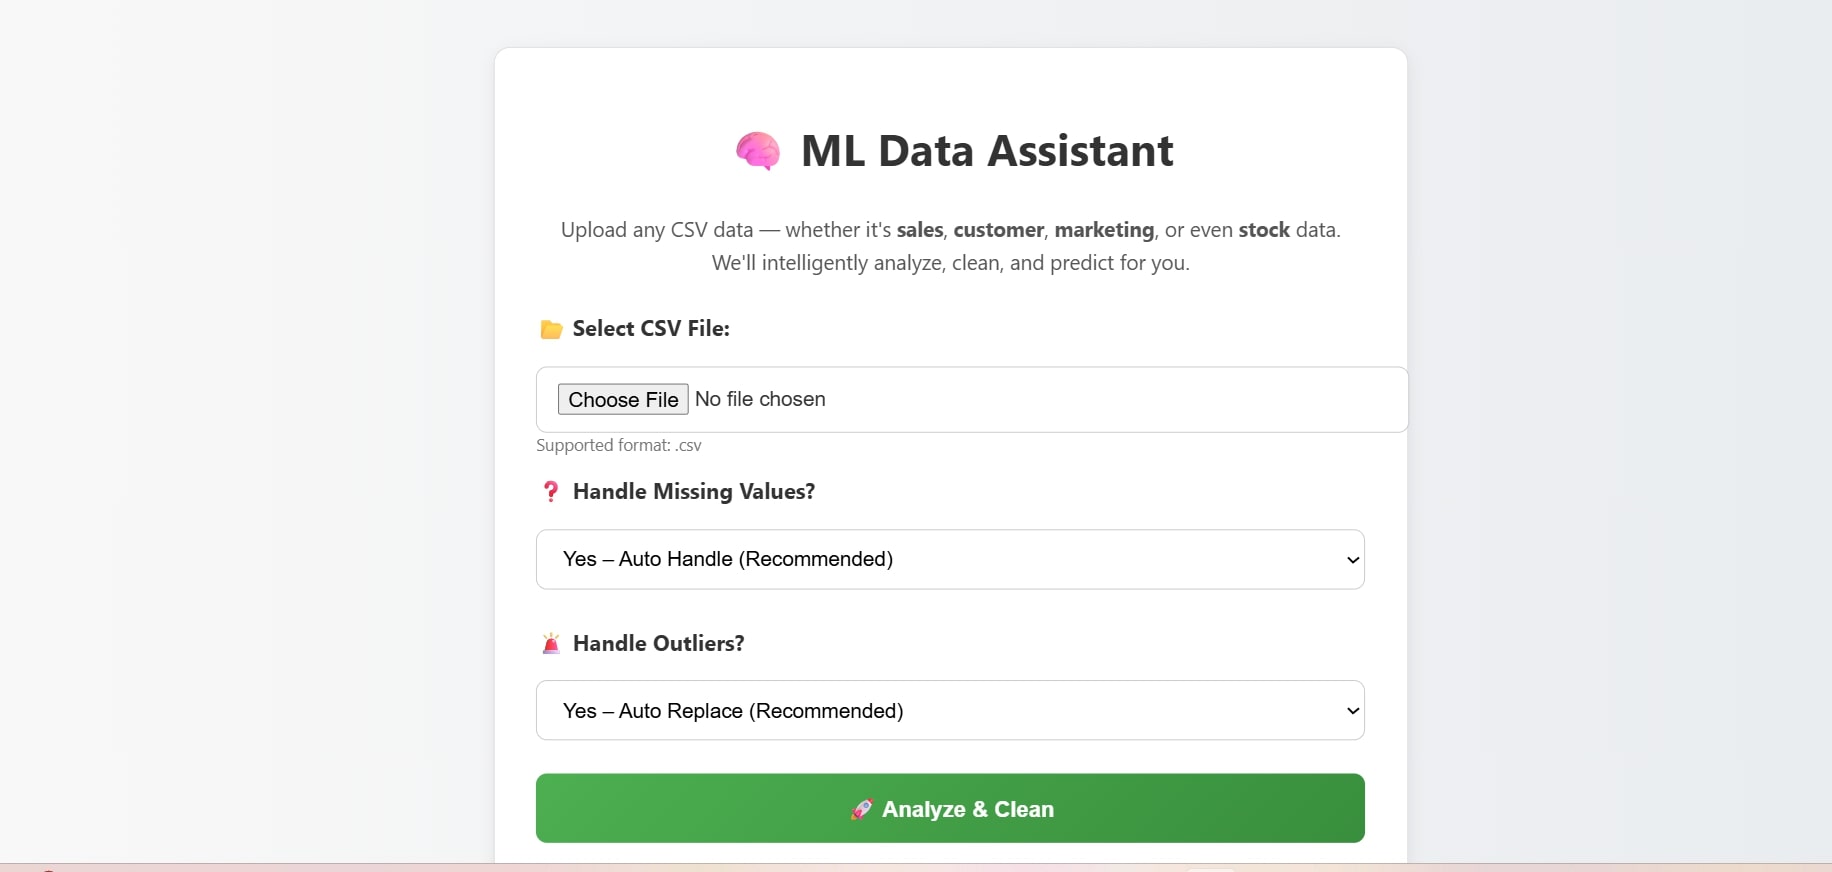 🧠 ML Data Assistant
Upload any CSV data — whether it's sales, customer, marketing, or even stock data.
We'll intelligently analyze, clean, and predict for you.
📂 Select CSV File:
Choose File No file chosen
Supported format: .csv
❓ Handle Missing Values?
Yes – Auto Handle (Recommended)
🚨 Handle Outliers?
Yes – Auto Replace (Recommended)
🚀 Analyze & Clean